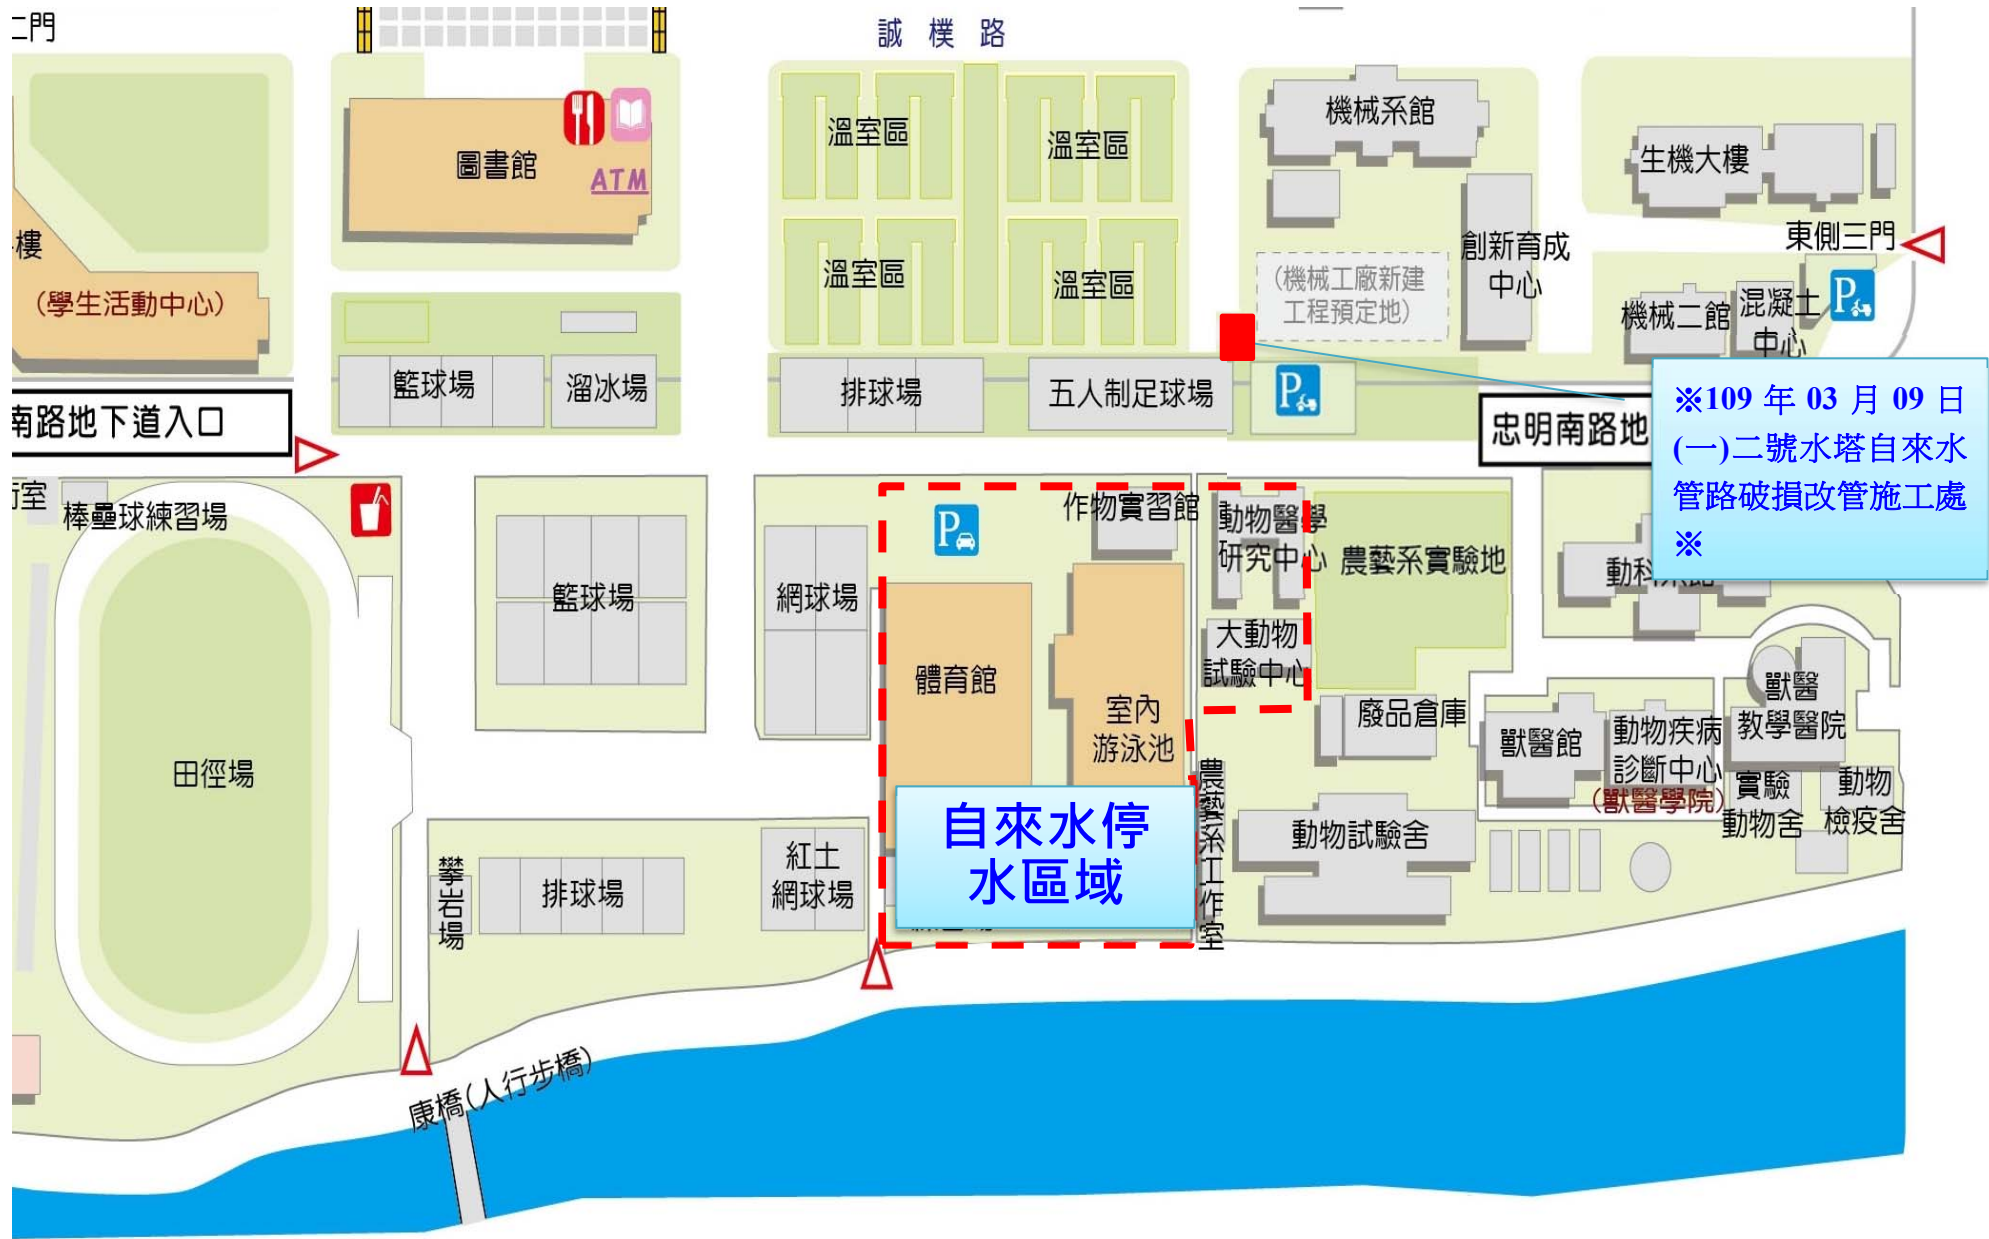 二門
誠樸路
機械系館
溫室區
溫室區
圖書館
ATM
生機大樓
樓
東側三門
創新育成
中心
溫室區
溫室區
(機械工廠新建
工程預定地)
(學生活動中心)
P
機械二館
混凝土
中心
籃球場
溜冰場
排球場
五人制足球場
P
※109 年 03 月 09 日
(一)二號水塔自來水
管路破損改管施工處
※
南路地下道入口
忠明南路地
室
棒壘球練習場
P
作物實習館
動物醫學
研究中心
農藝系實驗地
籃球場
網球場
大動物
試驗中心
體育館
室內
游泳池
廢品倉庫
獸醫
教學醫院
獸醫館
動物疾病
診斷中心
(獸醫學院)
實驗
動物舍
動物
檢疫舍
田徑場
農藝系工作室
自來水停
水區域
動物試驗舍
紅土
網球場
攀岩場
排球場
康橋(人行步橋)